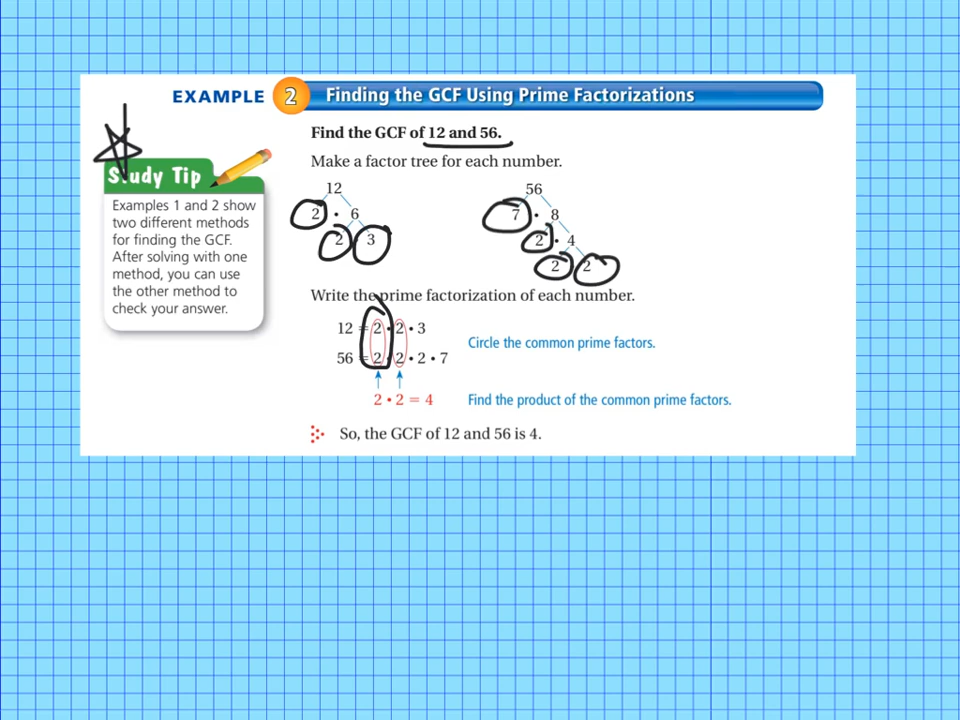 EXAMPLE 2 Finding the GCF Using Prime Factorizations
Find the GCF of 12 and 56.
Make a factor tree for each number.
Study Tip
Examples 1 and 2 show
two different methods
for finding the GCF.
After solving with one
method, you can use
the other method to
check your answer.
12
2 • 6
2 3
56
7 • 8
2 • 4
2 2
Write the prime factorization of each number.
12 = 2 • 2 • 3
56 = 2 • 2 • 2 • 7
Circle the common prime factors.
2 • 2 = 4
Find the product of the common prime factors.
So, the GCF of 12 and 56 is 4.